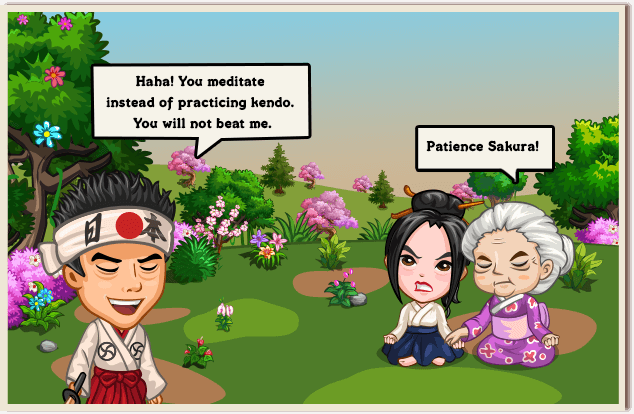 Haha! You meditate
instead of practicing kendo.
You will not beat me.
Patience Sakura!
日本